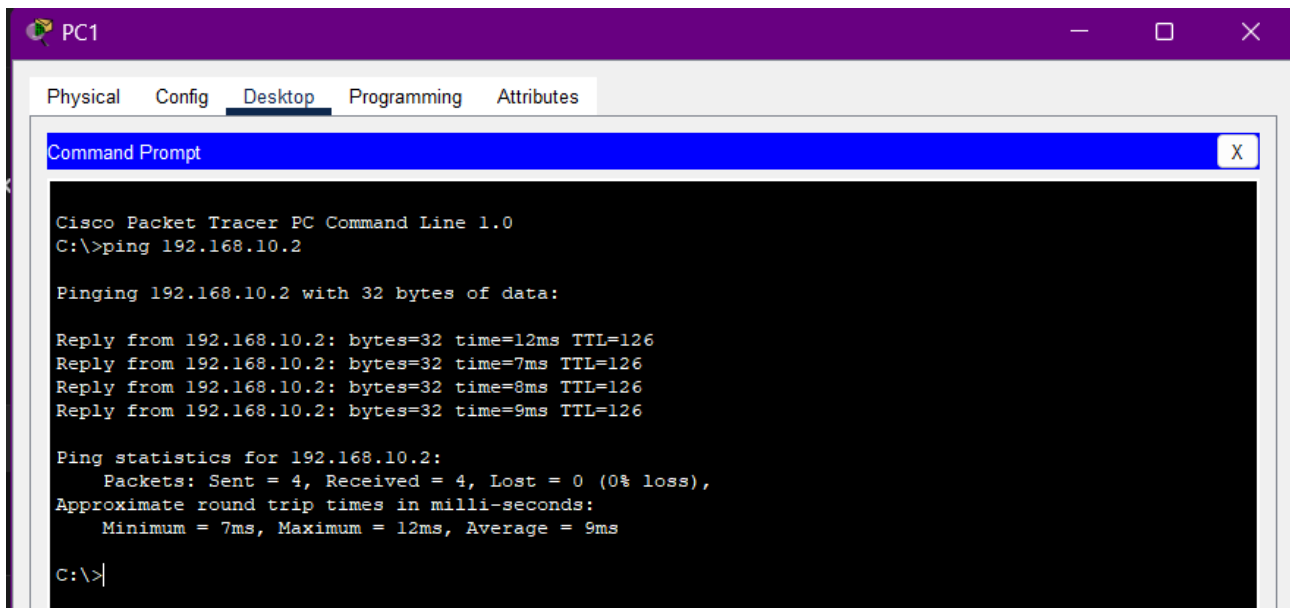 PC1
Physical Config Desktop Programming Attributes
Command Prompt
X
Cisco Packet Tracer PC Command Line 1.0
C:\>ping 192.168.10.2
Pinging 192.168.10.2 with 32 bytes of data:
Reply from 192.168.10.2: bytes=32 time=12ms TTL=126
Reply from 192.168.10.2: bytes=32 time=7ms TTL=126
Reply from 192.168.10.2: bytes=32 time=8ms TTL=126
Reply from 192.168.10.2: bytes=32 time=9ms TTL=126
Ping statistics for 192.168.10.2:
Packets: Sent = 4, Received = 4, Lost = 0 (0% loss),
Approximate round trip times in milli-seconds:
Minimum = 7ms, Maximum = 12ms, Average = 9ms
C:\>